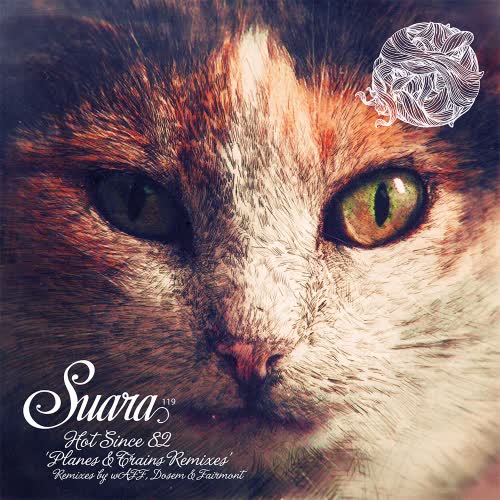 Suara 119
Hot Since 82
'Planes & Trains Remixes'
Remixes by wAFF, Dosem & Fairmont